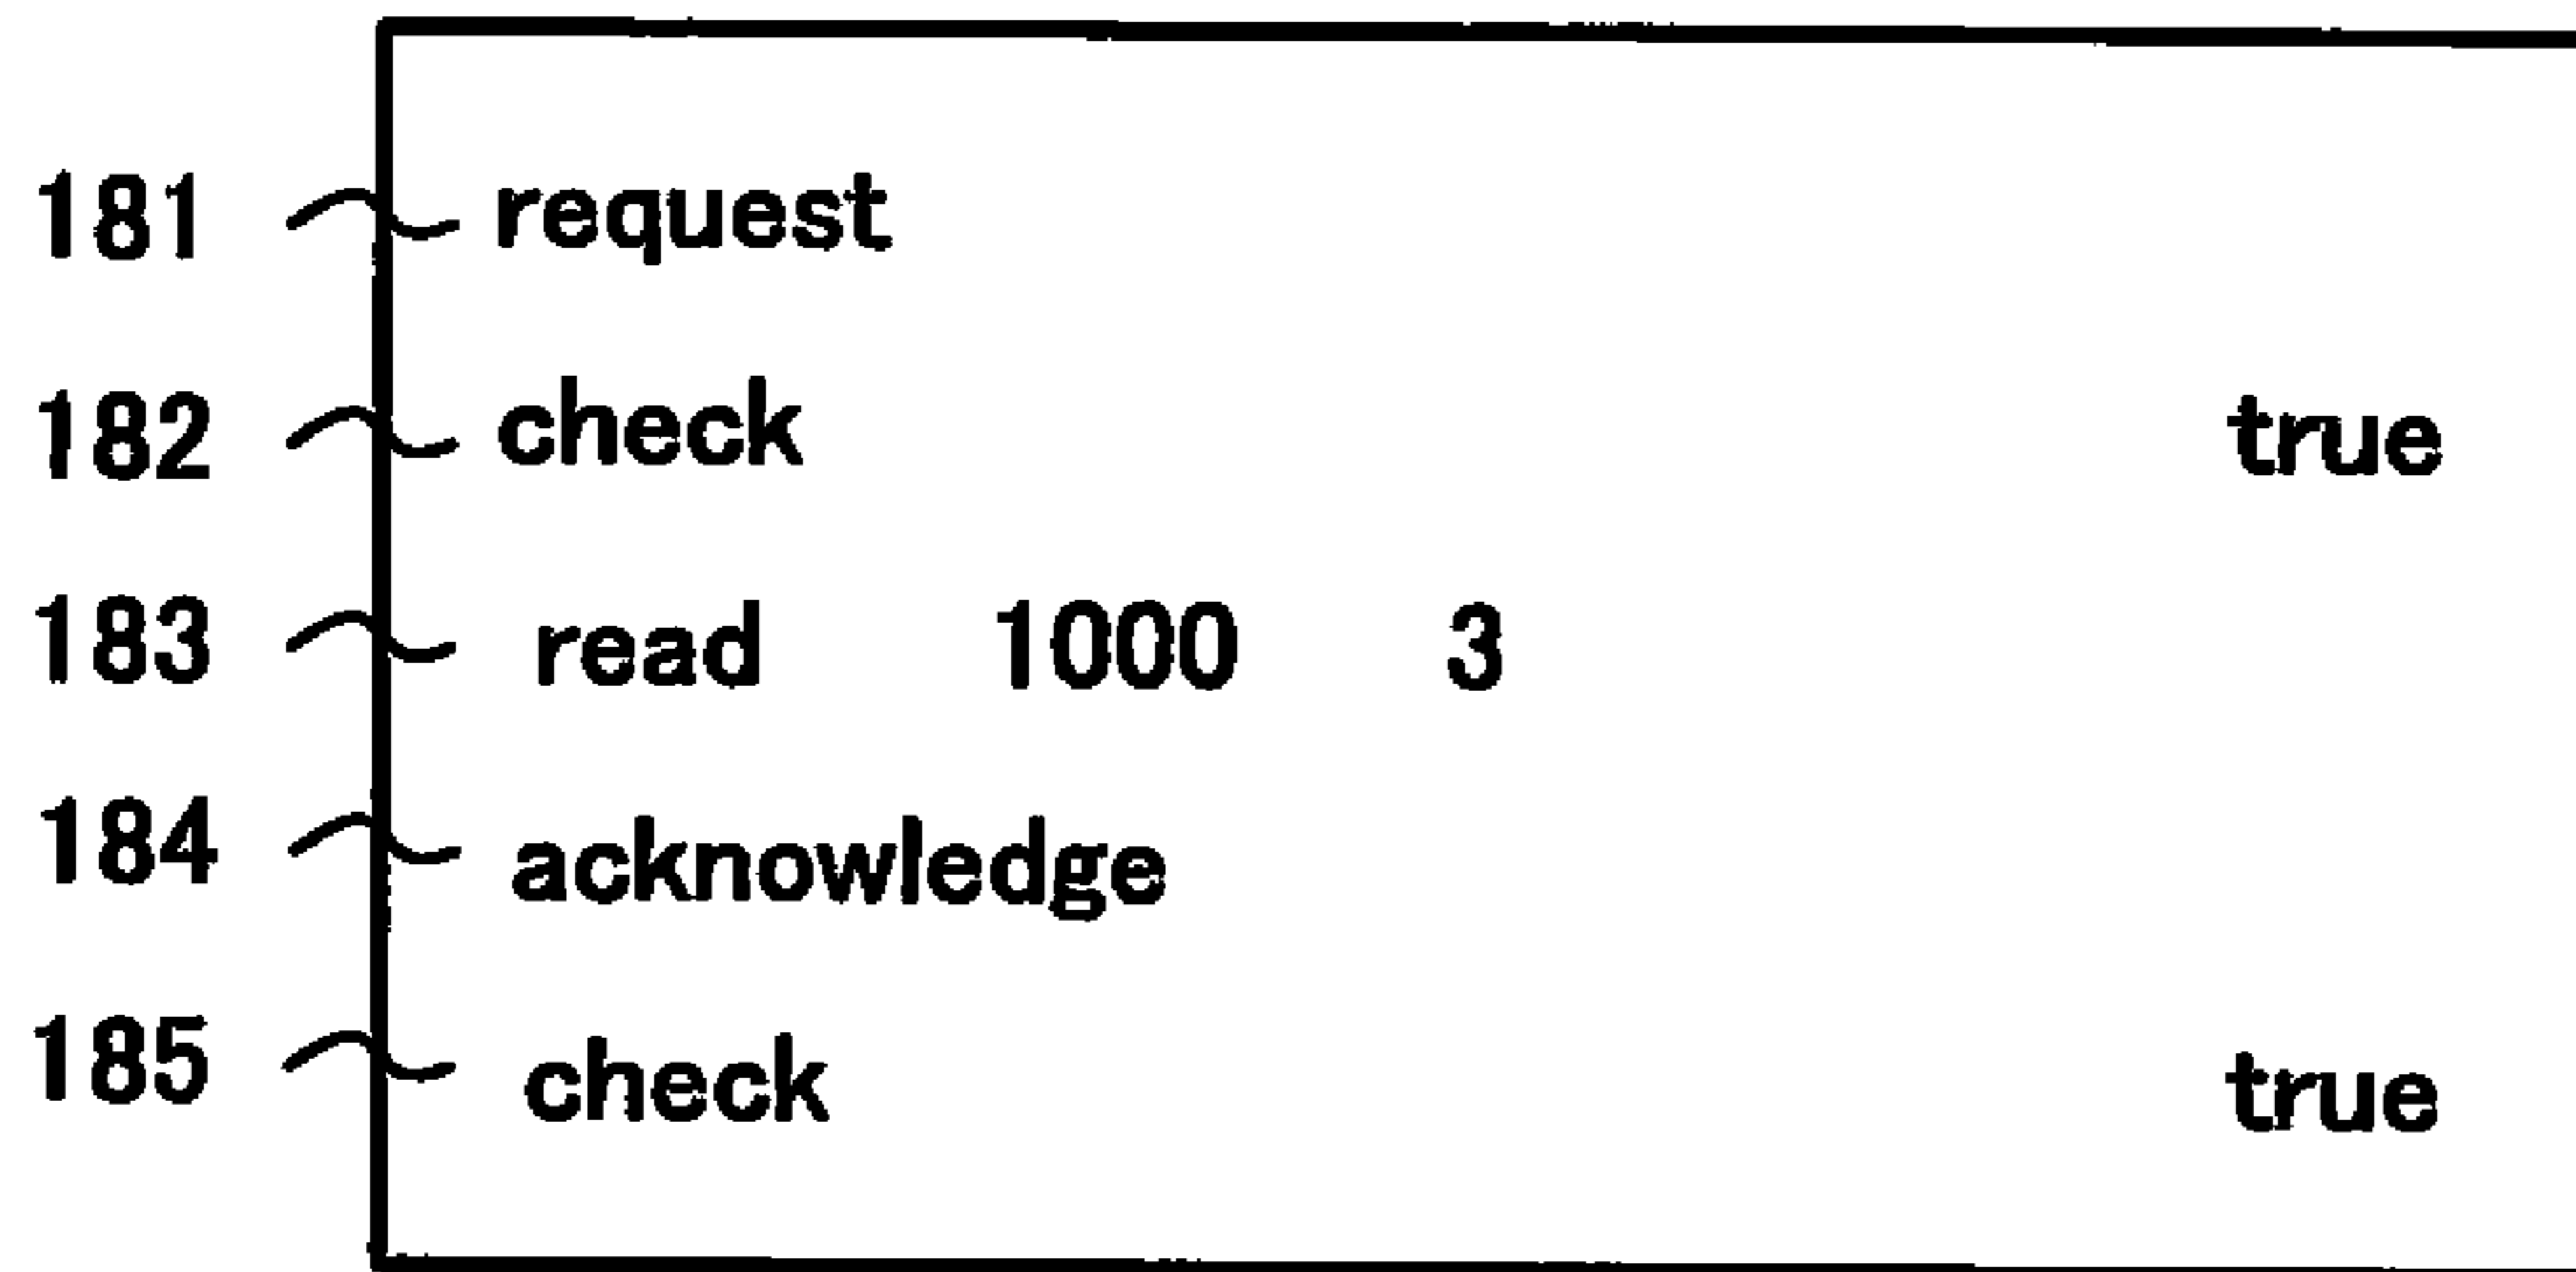 181 request
182 check true
183 read 1000 3
184 acknowledge
185 check true